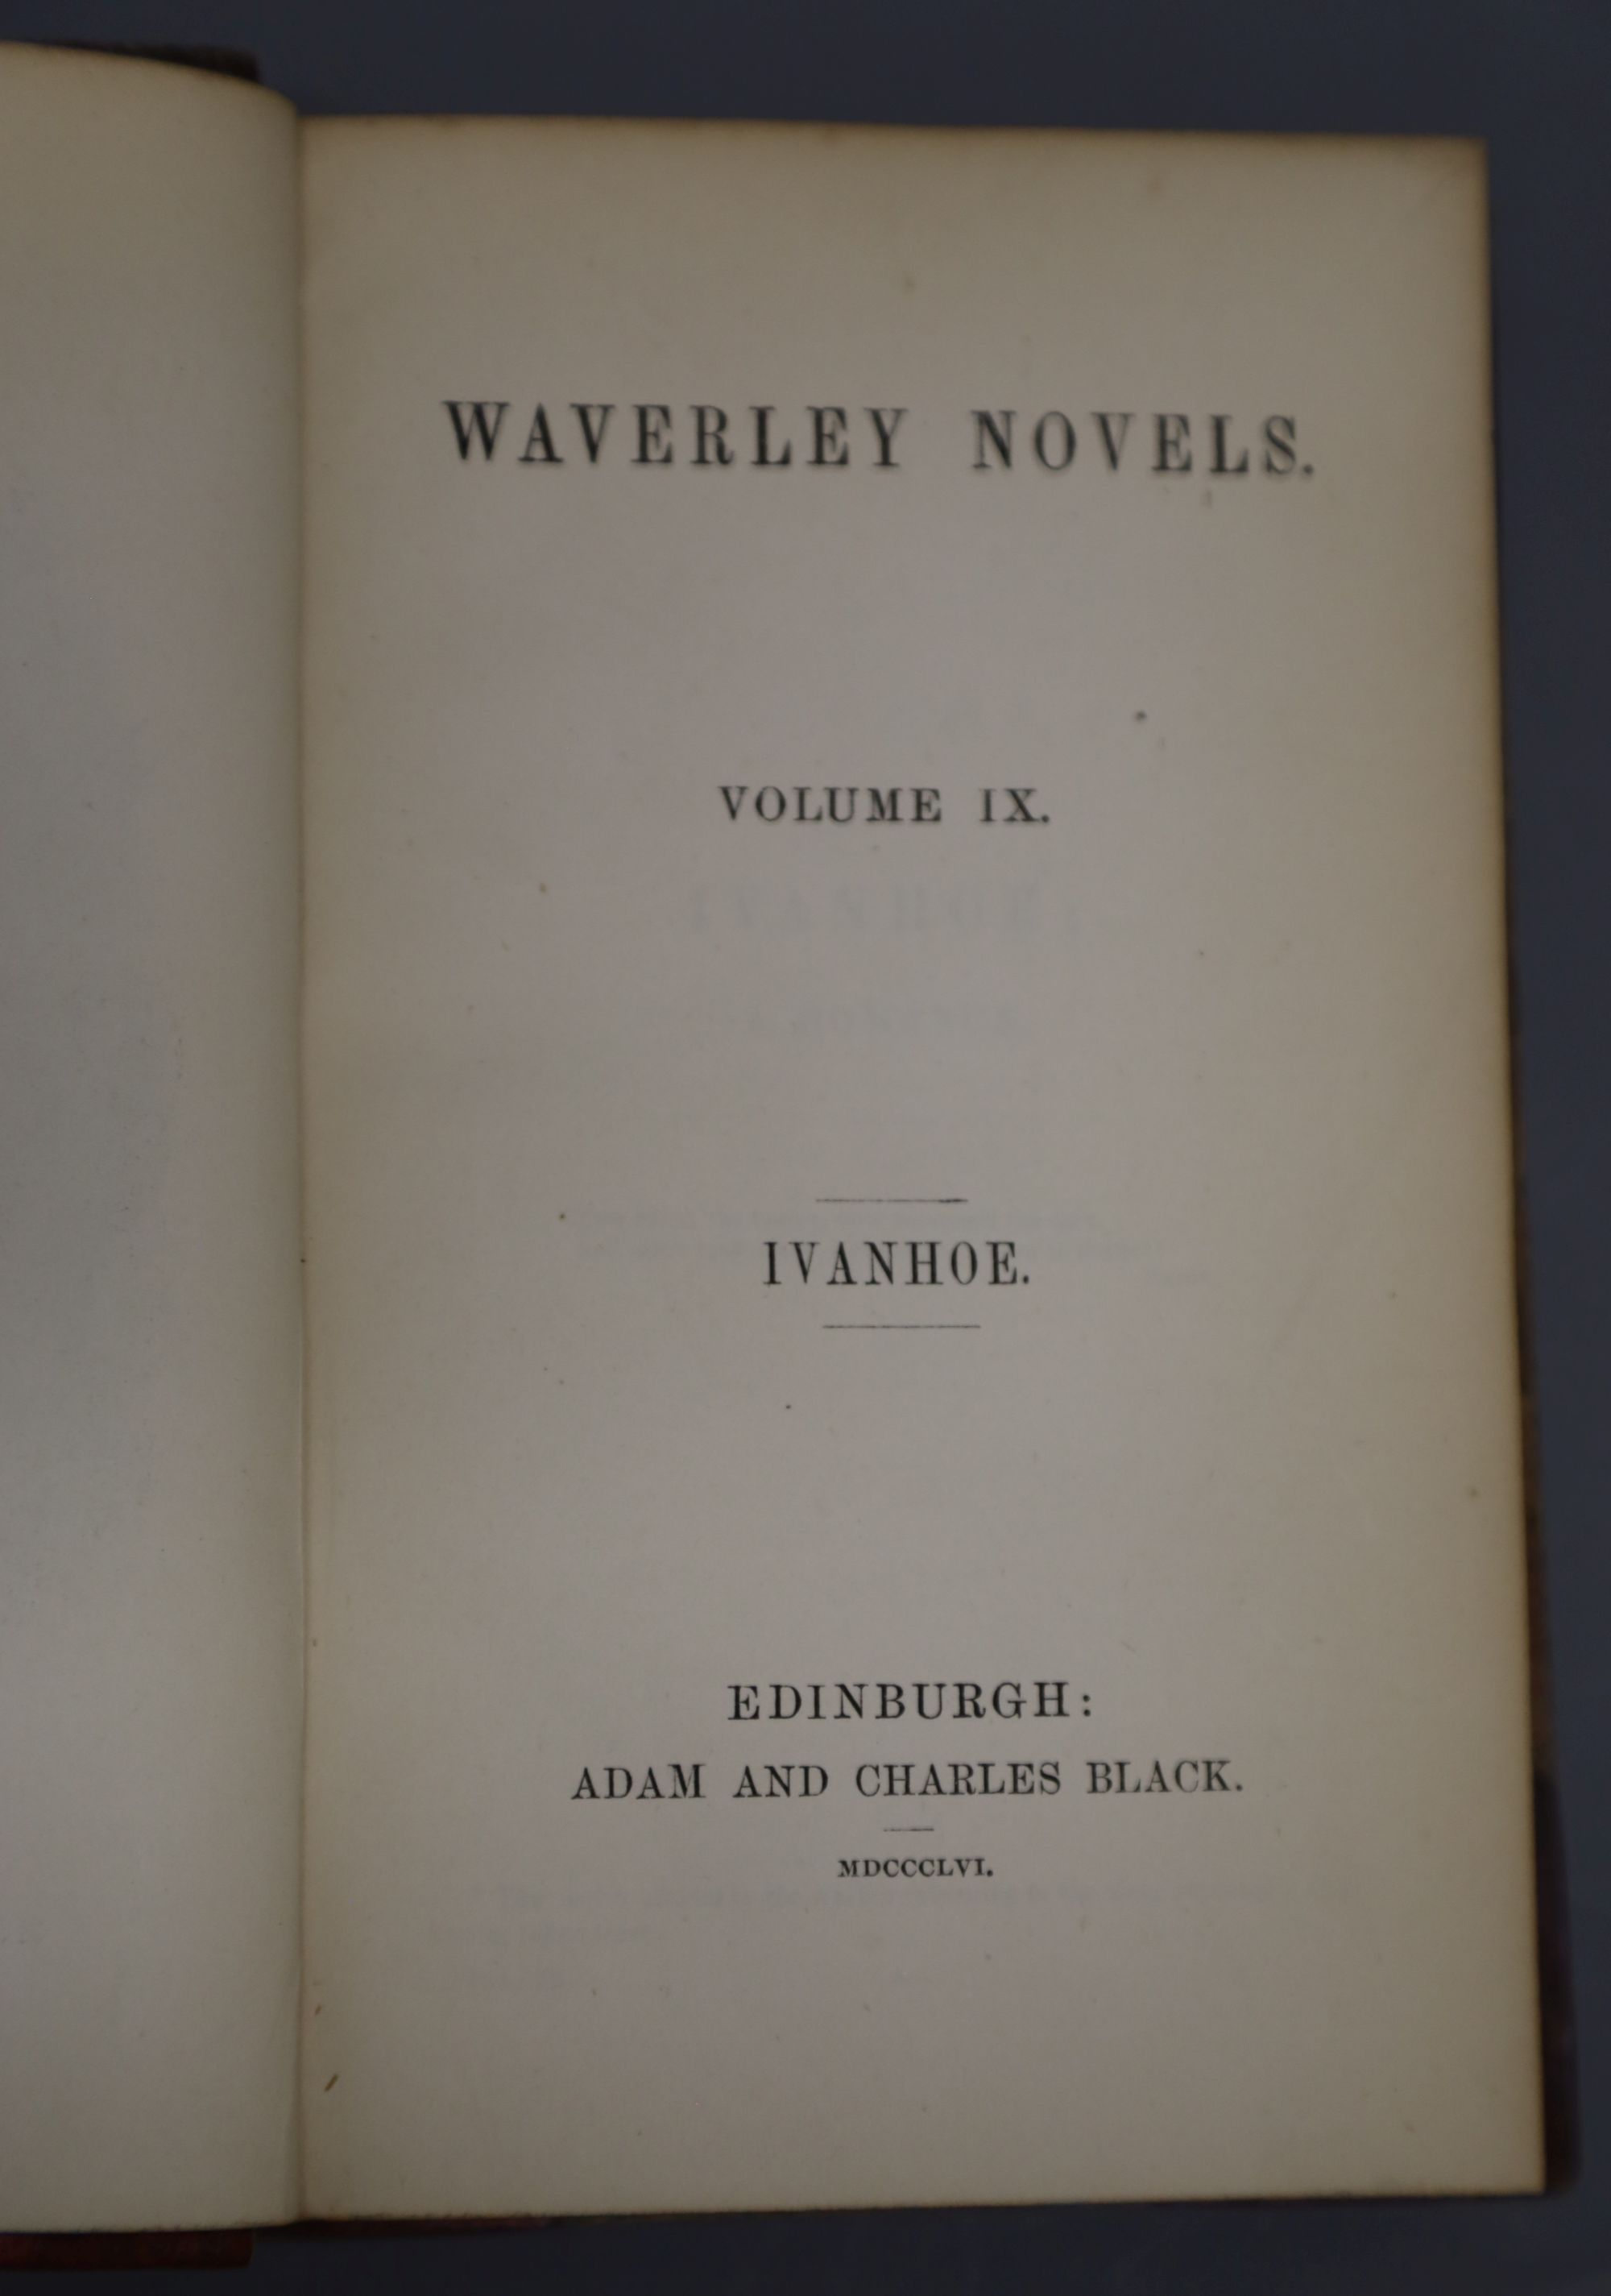 WAVERLEY NOVELS.
VOLUME IX.
IVANHOE.
EDINBURGH:
ADAM AND CHARLES BLACK.
MDCCCLVI.